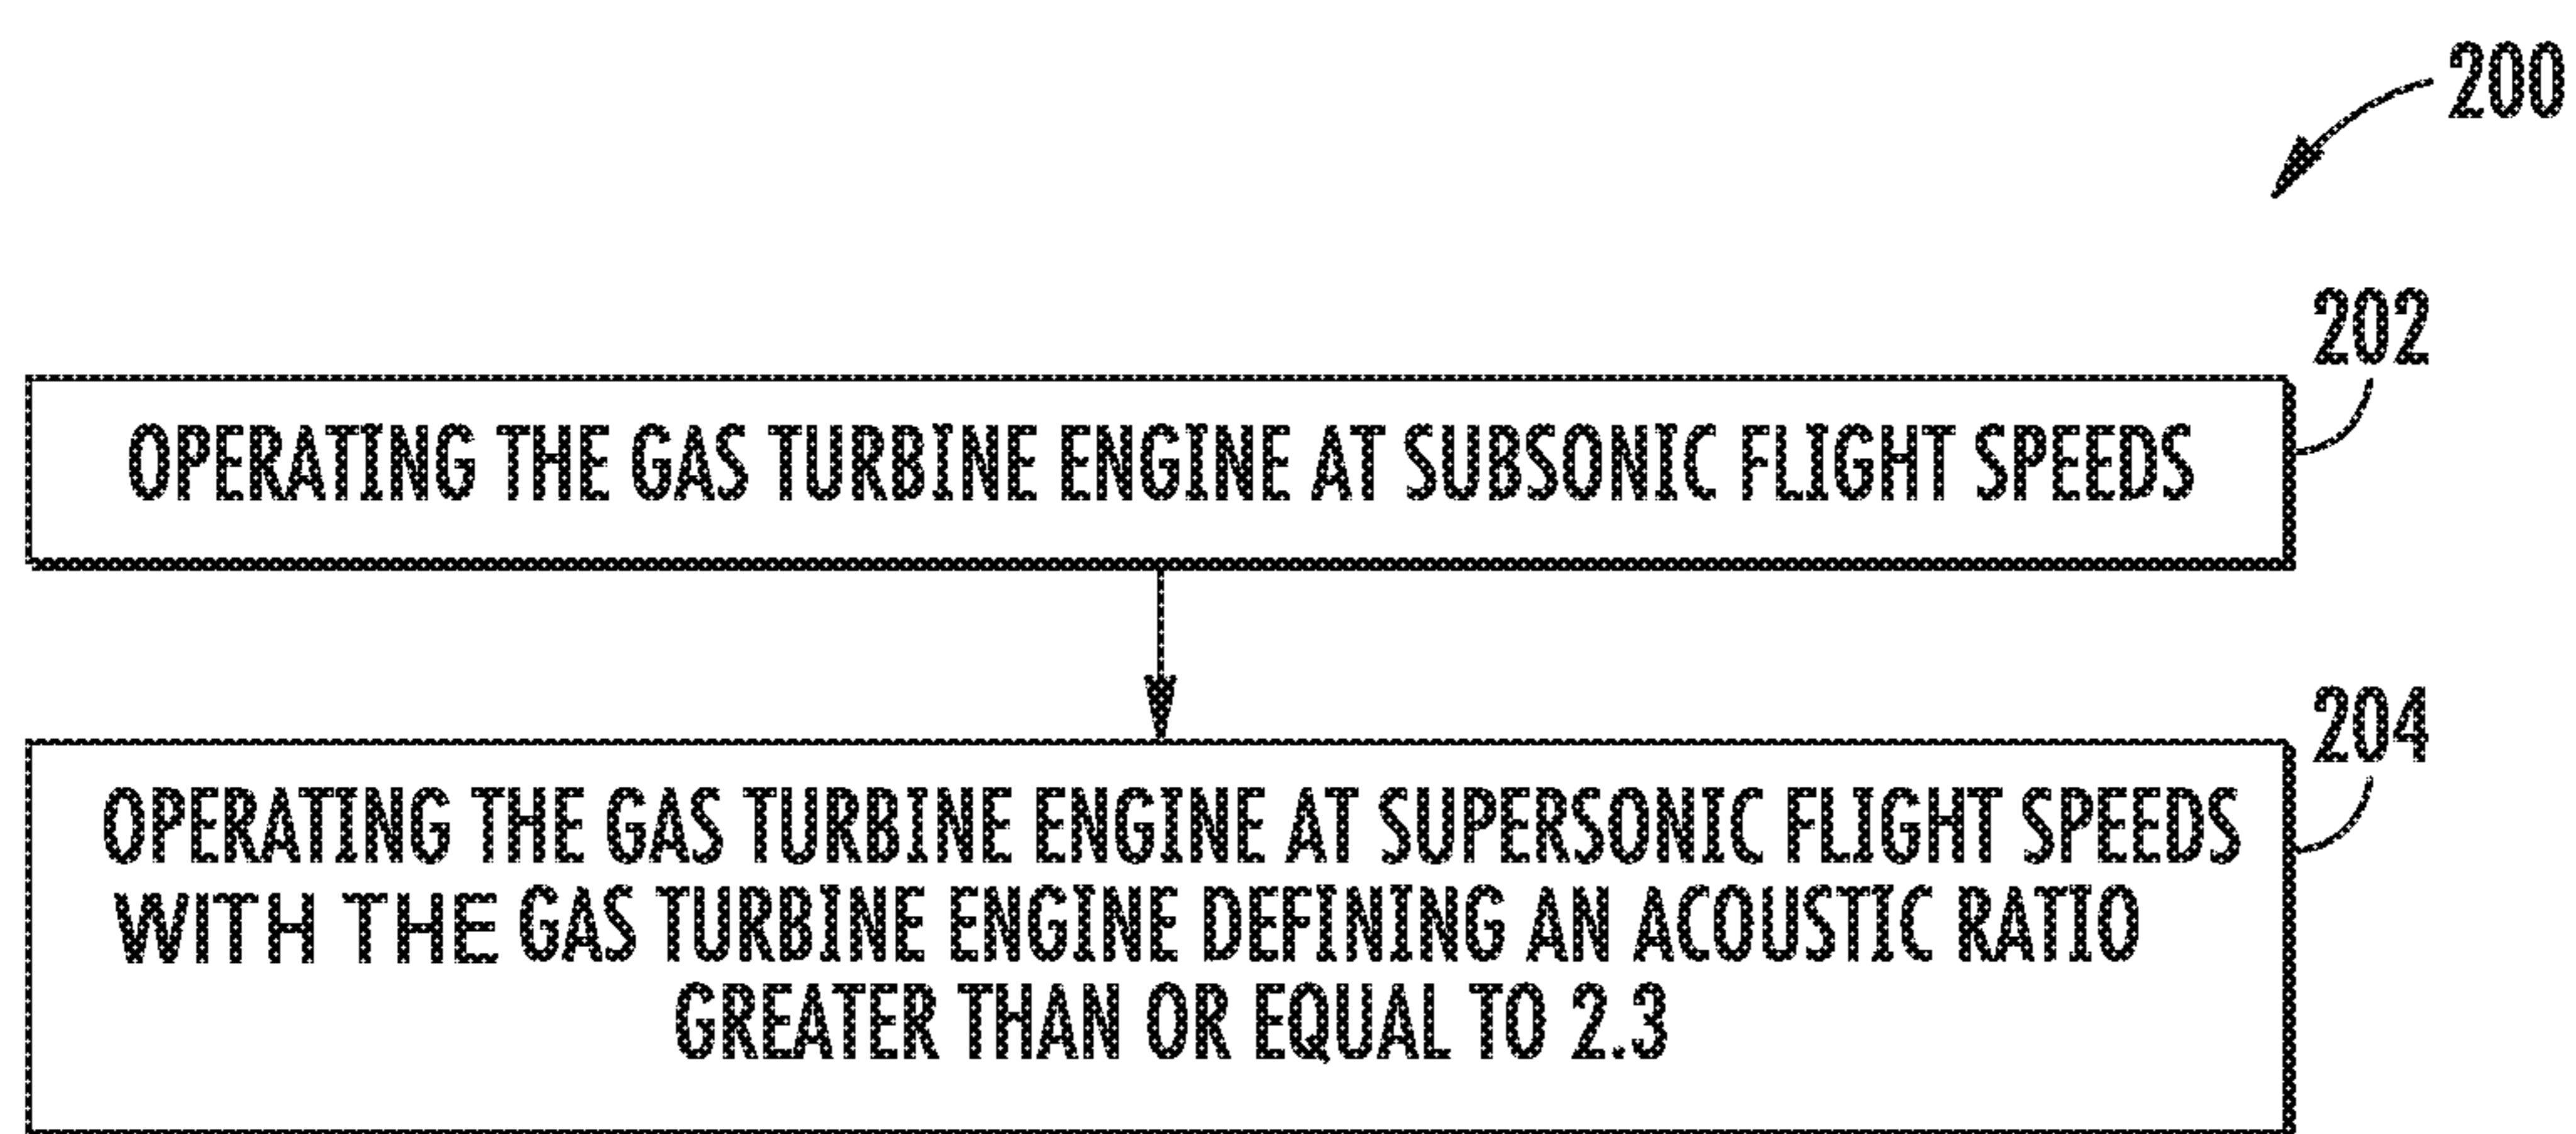 200
202
OPERATING THE GAS TURBINE ENGINE AT SUBSONIC FLIGHT SPEEDS
204
OPERATING THE GAS TURBINE ENGINE AT SUPERSONIC FLIGHT SPEEDS
WITH THE GAS TURBINE ENGINE DEFINING AN ACOUSTIC RATIO
GREATER THAN OR EQUAL TO 2.3